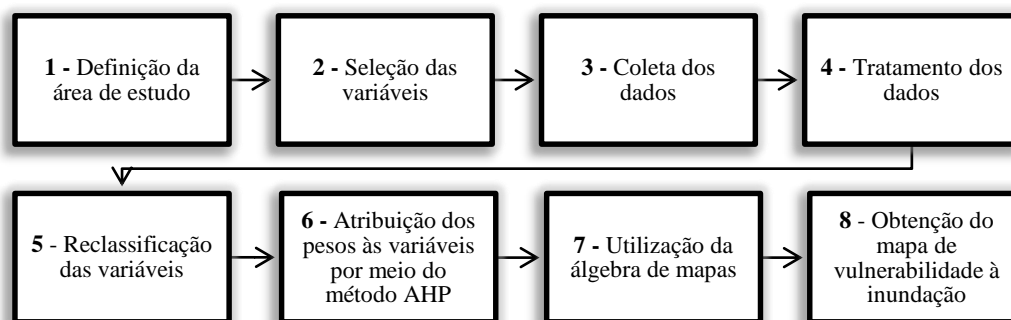 1 - Definição da
área de estudo
2 - Seleção das
variáveis
3 - Coleta dos
dados
4 - Tratamento dos
dados
5 - Reclassificação
das variáveis
6 - Atribuição dos
pesos às variáveis
por meio do
método AHP
7 - Utilização da
álgebra de mapas
8 - Obtenção do
mapa de
vulnerabilidade à
inundação